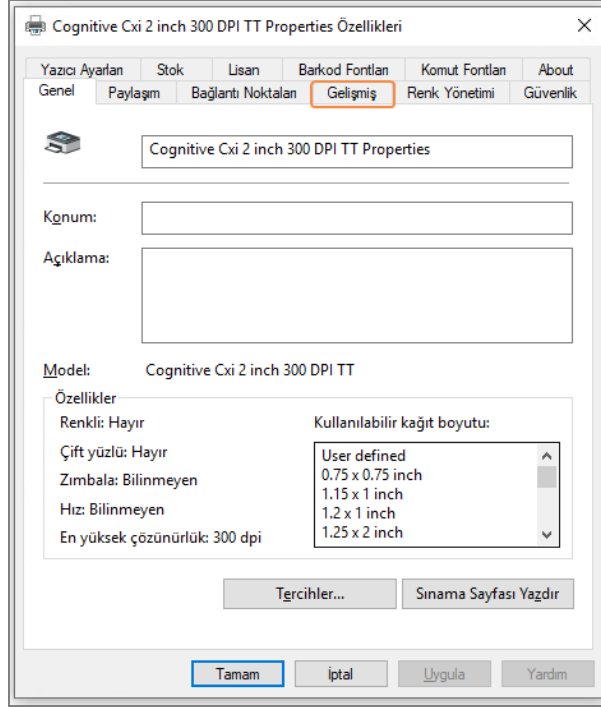 Cognitive Cxi 2 inch 300 DPI TT Properties Özellikleri
Yazıcı Ayarları Stok Lisan Barkod Fontları Komut Fontları About
Genel Paylaşım Bağlantı Noktaları Gelişmiş Renk Yönetimi Güvenlik
Cognitive Cxi 2 inch 300 DPI TT Properties
Konum:
Açıklama:
Model: Cognitive Cxi 2 inch 300 DPI TT
Özellikler
Renkli: Hayır
Çift yüzlü: Hayır
Zımbala: Bilinmeyen
Hız: Bilinmeyen
En yüksek çözünürlük: 300 dpi
Kullanılabilir kağıt boyutu:
User defined
0.75 x 0.75 inch
1.15 x 1 inch
1.2 x 1 inch
1.25 x 2 inch
Tercihler... Sınama Sayfası Yazdır
Tamam İptal Uygula Yardım